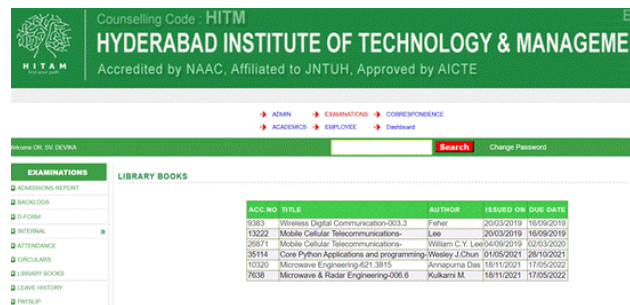 Counselling Code : HITM
E
HYDERABAD INSTITUTE OF TECHNOLOGY & MANAGEME
Accredited by NAAC, Affiliated to JNTUH, Approved by AICTE
HITAM
ADMIN EXAMINATIONS CORRESPONDENCE
ACADEMICS EMPLOYEE Dashboard
Welcome DR. SV. DEVIKA Search Change Password
EXAMINATIONS
ADMISSIONS REPORT
BACKLOGS
D-FORM
INTERNAL »
ATTENDANCE
CIRCULARS
LIBRARY BOOKS
LEAVE HISTORY
PAYSLIP
LIBRARY BOOKS
ACC.NO TITLE AUTHOR ISSUED ON DUE DATE
9383 Wireless Digital Communication-003.3 Feher 20/03/2019 16/09/2019
13222 Mobile Cellular Telecommunications- Lee 20/03/2019 16/09/2019
26871 Mobile Cellular Telecommunications- William C.Y. Lee 04/09/2019 02/03/2020
35114 Core Python Applications and programming- Wesley J.Chun 01/05/2021 28/10/2021
10320 Microwave Engineering-621.3815 Annapurna Das 18/11/2021 17/05/2022
7638 Microwave & Radar Engineering-006.6 Kulkarni M. 18/11/2021 17/05/2022